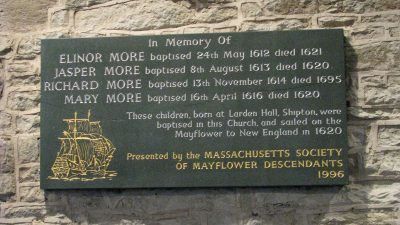 In Memory Of
ELINOR MORE baptised 24th May 1612 died 1621
JASPER MORE baptised 8th August 1613 died 1620
RICHARD MORE baptised 13th November 1614 died 1695
MARY MORE baptised 16th April 1616 died 1620
These children, born at Larden Hall, Shipton, were
baptised in this Church, and sailed on the
Mayflower to New England in 1620
Presented by the MASSACHUSETTS SOCIETY
OF MAYFLOWER DESCENDANTS
1996